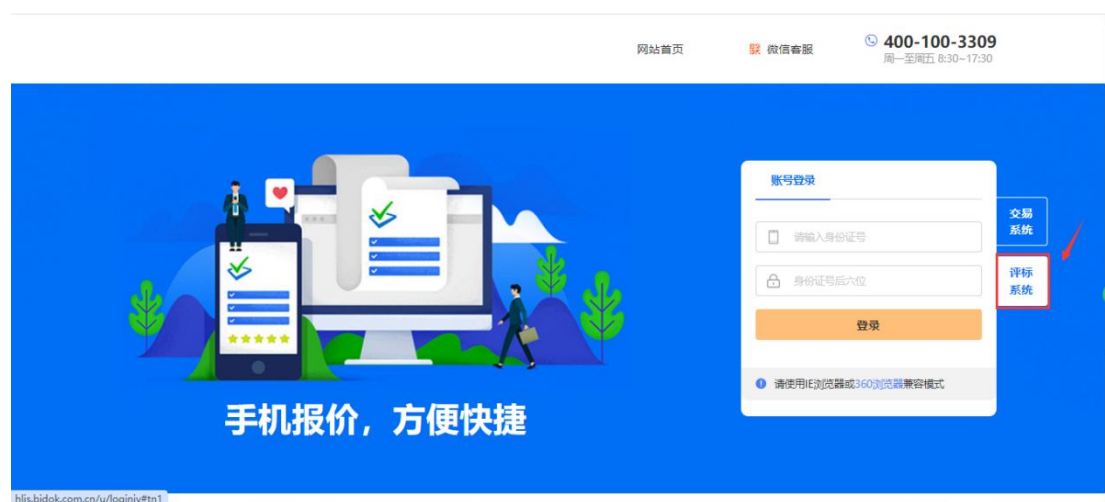 网站首页
微信客服
400-100-3309
周一至周五 8:30~17:30
账号登录
请输入身份证号
身份证号后六位
登录
请使用IE浏览器或360浏览器兼容模式
交易
系统
评标
系统
手机报价，方便快捷
hlis.bidok.com.cn/u/loginjy#tp1